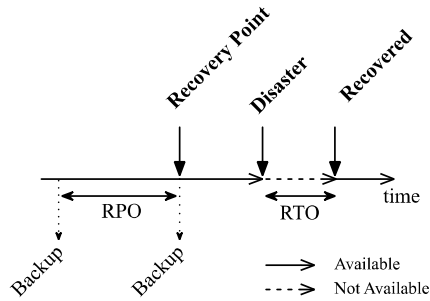 Recovery Point
Disaster
Recovered
time
RPO
RTO
Backup
Backup
Available
Not Available